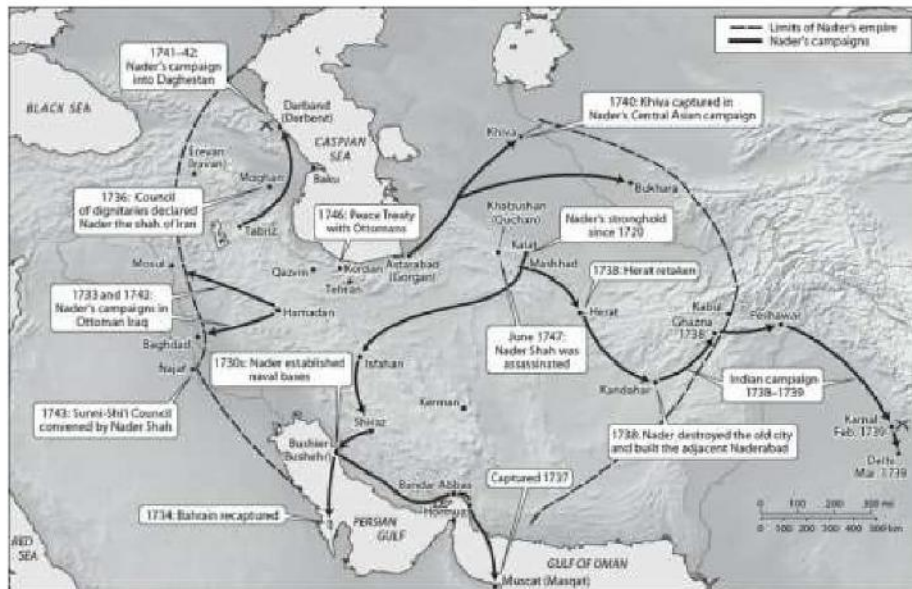 Limits of Nader's empire
Nader's campaigns
1741–42:
Nader's campaign
into Daghestan
BLACK SEA
Darband
(Derbent)
CASPIAN
SEA
Khiva
1740: Khiva captured in
Nader's Central Asian campaign
Erevan
(Iravan)
Moghan
Baku
Bukhara
1736: Council
of dignitaries declared
Nader the shah of Iran
Tabriz
1746: Peace Treaty
with Ottomans
Khabushan
(Quchan)
Nader's stronghold
since 1720
Kalat
Mashhad
Mosul
Qazvin
Kordan
Tehran
Astarabad
(Gorgan)
1738: Herat retaken
1733 and 1742:
Nader's campaigns in
Ottoman Iraq
Hamadan
Herat
Kabul
Ghazna
1738
Peshawar
Baghdad
1730s: Nader established
naval bases
Isfahan
June 1747:
Nader Shah was
assassinated
Najaf
Kandahar
Indian campaign
1738–1739
1743: Sunni-Shi'i Council
convened by Nader Shah
Kerman
Shiraz
Karnal
Feb. 1739
Bushier
(Bushehr)
1738: Nader destroyed the old city
and built the adjacent Naderabad
Delhi
Mar. 1739
Bandar Abbas
Captured 1737
Hormuz
1734: Bahrain recaptured
PERSIAN
GULF
0 100 200 300 mi
0 100 200 300 400 500 km
RED
SEA
GULF OF OMAN
Muscat (Masqat)